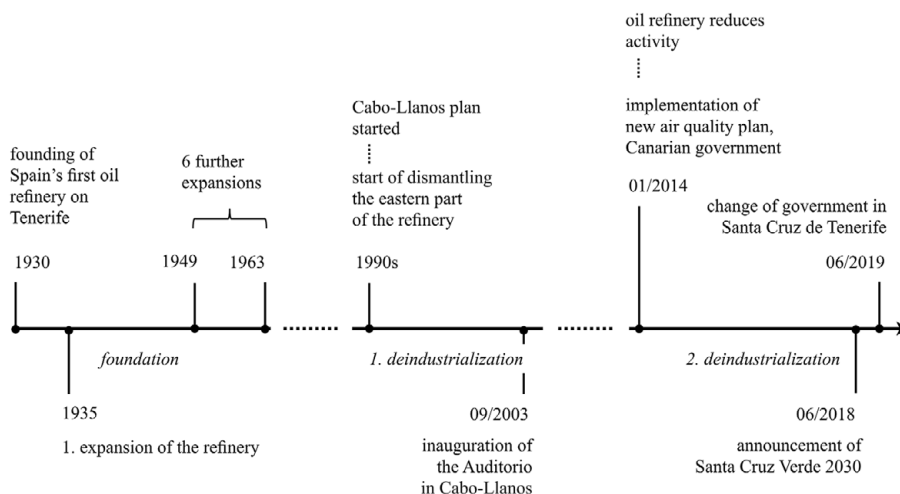 founding of
Spain's first oil
refinery on
Tenerife
1930
6 further
expansions
1949
1963
Cabo-Llanos plan
started
start of dismantling
the eastern part
of the refinery
1990s
oil refinery reduces
activity
implementation of
new air quality plan,
Canarian government
01/2014
change of government in
Santa Cruz de Tenerife
06/2019
foundation
1. deindustrialization
2. deindustrialization
1935
1. expansion of the refinery
09/2003
inauguration of
the Auditorio
in Cabo-Llanos
06/2018
announcement of
Santa Cruz Verde 2030